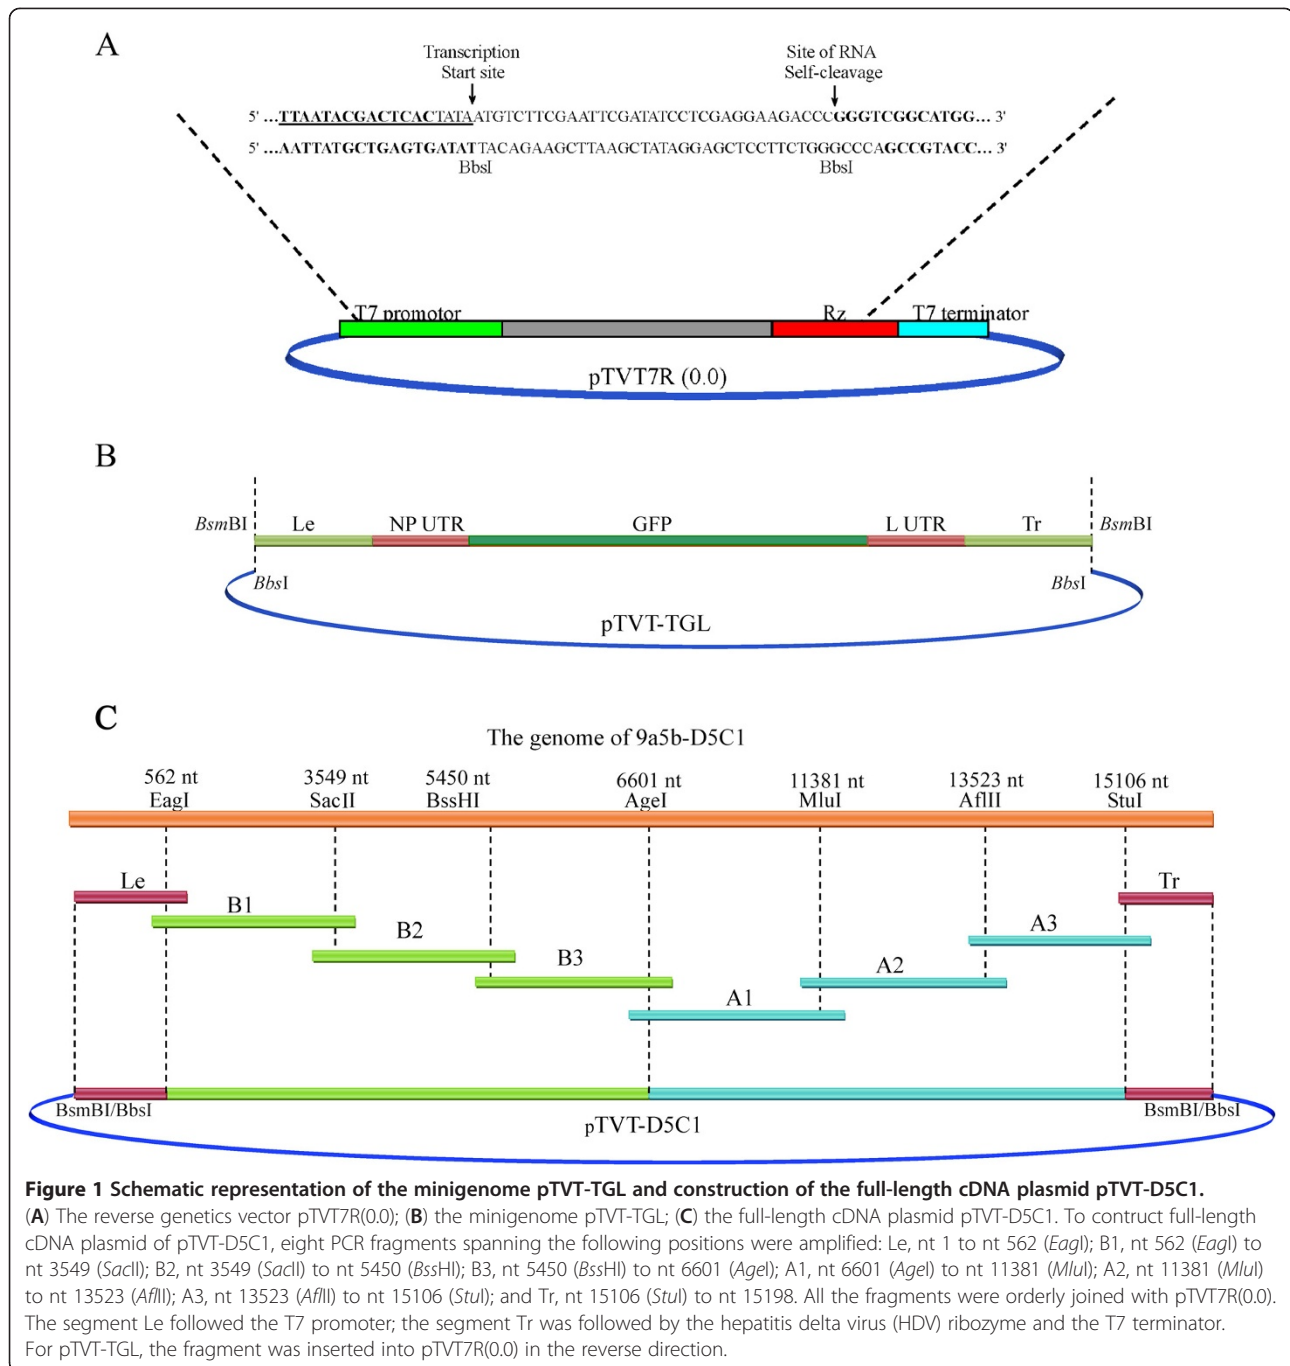 A
Transcription
Start site
Site of RNA
Self-cleavage
5' ...TTAATACGACTCACTATAATGTCTTCGAATTCGATATCCTCGAGGAAGACCCGGGTCGGCATGG... 3'
5' ...AATTATGCTGAGTGATATTACAGAAGCTTAAGCTATAGGAGCTCCTTCTGGGCCCAGCCGTACC... 3'
BbsI BbsI
T7 promotor Rz T7 terminator
pTVT7R (0.0)
B
BsmBI Le NP UTR GFP L UTR Tr BsmBI
BbsI BbsI
pTVT-TGL
C
The genome of 9a5b-D5C1
562 nt 3549 nt 5450 nt 6601 nt 11381 nt 13523 nt 15106 nt
EagI SacII BssHI AgeI MluI AflII StuI
Le Tr
B1
A3
B2
B3 A2
A1
BsmBI/BbsI BsmBI/BbsI
pTVT-D5C1
Figure 1 Schematic representation of the minigenome pTVT-TGL and construction of the full-length cDNA plasmid pTVT-D5C1.
(A) The reverse genetics vector pTVT7R(0.0); (B) the minigenome pTVT-TGL; (C) the full-length cDNA plasmid pTVT-D5C1. To contruct full-length
cDNA plasmid of pTVT-D5C1, eight PCR fragments spanning the following positions were amplified: Le, nt 1 to nt 562 (EagI); B1, nt 562 (EagI) to
nt 3549 (SacII); B2, nt 3549 (SacII) to nt 5450 (BssHI); B3, nt 5450 (BssHI) to nt 6601 (AgeI); A1, nt 6601 (AgeI) to nt 11381 (MluI); A2, nt 11381 (MluI)
to nt 13523 (AflII); A3, nt 13523 (AflII) to nt 15106 (StuI); and Tr, nt 15106 (StuI) to nt 15198. All the fragments were orderly joined with pTVT7R(0.0).
The segment Le followed the T7 promoter; the segment Tr was followed by the hepatitis delta virus (HDV) ribozyme and the T7 terminator.
For pTVT-TGL, the fragment was inserted into pTVT7R(0.0) in the reverse direction.